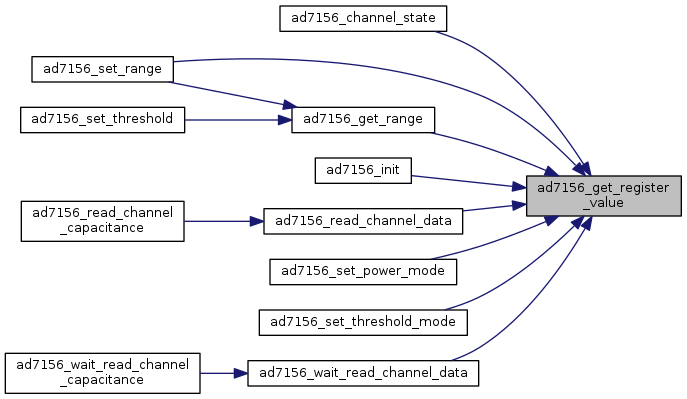 ad7156_channel_state
ad7156_set_range
ad7156_set_threshold
ad7156_get_range
ad7156_init
ad7156_get_register
_value
ad7156_read_channel
_capacitance
ad7156_read_channel_data
ad7156_set_power_mode
ad7156_set_threshold_mode
ad7156_wait_read_channel
_capacitance
ad7156_wait_read_channel_data